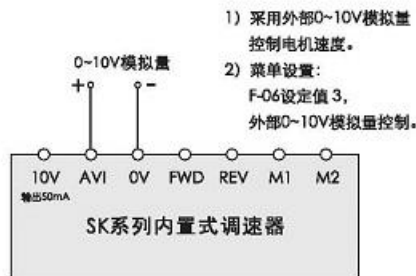 1）采用外部0~10V模拟量
控制电机速度。
2）菜单设置：
F-06设定值 3，
外部0~10V模拟量控制。
0~10V模拟量
+ -
10V AVI 0V FWD REV M1 M2
输出50mA
SK系列内置式调速器